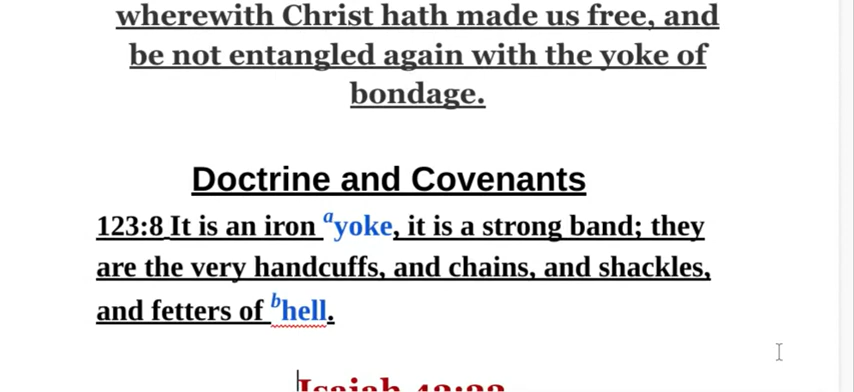 wherewith Christ hath made us free, and
be not entangled again with the yoke of
bondage.
Doctrine and Covenants
123:8 It is an iron ayoke, it is a strong band; they
are the very handcuffs, and chains, and shackles,
and fetters of bhell.
Isaiah